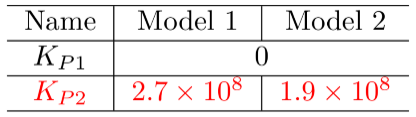 Name Model 1 Model 2
K_{P1} 0
K_{P2} 2.7 × 10^8 1.9 × 10^8